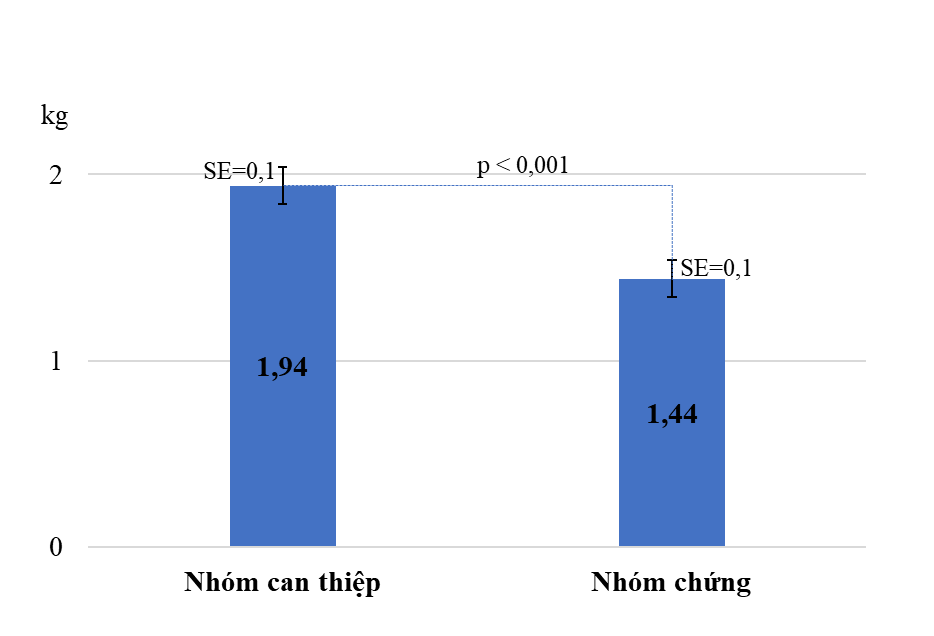 kg
2
SE=0,1
p < 0,001
SE=0,1
1
1,94
1,44
0
Nhóm can thiệp
Nhóm chứng